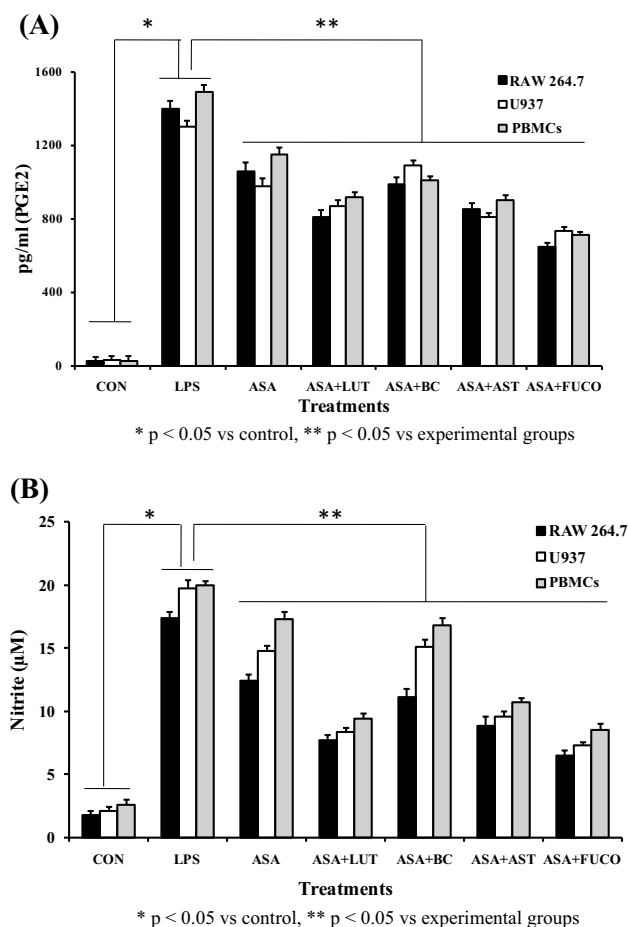 (A)
*
**
1600
1200
800
400
0
pg/ml (PGE2)
RAW 264.7
U937
PBMCs
CON LPS ASA ASA+LUT ASA+BC ASA+AST ASA+FUCO
Treatments
* p < 0.05 vs control, ** p < 0.05 vs experimental groups
(B)
*
**
25
20
15
10
5
0
Nitrite (µM)
RAW 264.7
U937
PBMCs
CON LPS ASA ASA+LUT ASA+BC ASA+AST ASA+FUCO
Treatments
* p < 0.05 vs control, ** p < 0.05 vs experimental groups